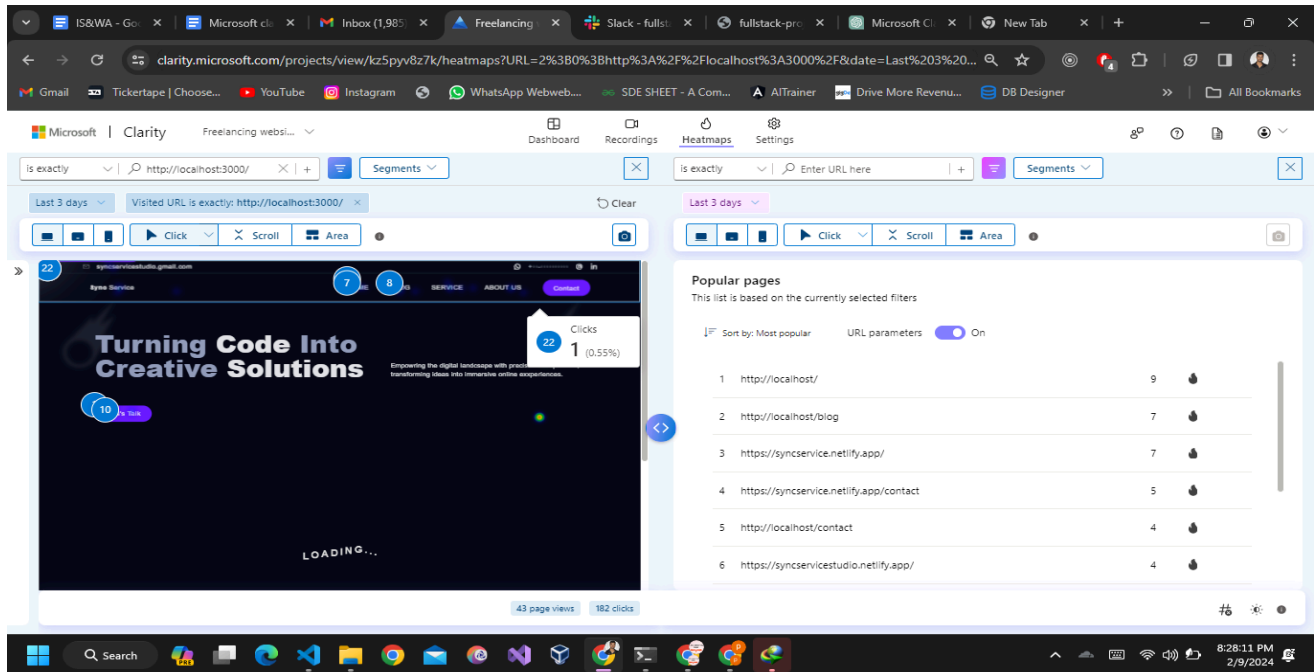 IS&WA - Go
Microsoft cla
Inbox (1,985)
Freelancing
Slack - fullst
fullstack-pro
Microsoft Cl
New Tab
clarity.microsoft.com/projects/view/kz5pyv8z7k/heatmaps?URL=2%3B0%3Bhttp%3A%2F%2Flocalhost%3A3000%2F&date=Last%203%20...
4
Gmail
Tickertape | Choose...
YouTube
Instagram
WhatsApp Webweb....
SDE SHEET - A Com...
AITrainer
Drive More Revenu...
DB Designer
All Bookmarks
Microsoft | Clarity
Freelancing websi...
Dashboard
Recordings
Heatmaps
Settings
is exactly
http://localhost:3000/
Segments
is exactly
Enter URL here
Segments
Last 3 days
Visited URL is exactly: http://localhost:3000/
Clear
Last 3 days
Click
Scroll
Area
Click
Scroll
Area
22
syncservicestudio.gmail.com
Sync Service
7
8
SERVICE
ABOUT US
Contact
Turning Code Into
Creative Solutions
Empowering the digital landscape with
transforming ideas into immersive online
22
Clicks
1 (0.55%)
10
Talk
LOADING...
43 page views
182 clicks
Popular pages
This list is based on the currently selected filters
Sort by: Most popular
URL parameters
On
1 http://localhost/ 9
2 http://localhost/blog 7
3 https://syncservice.netlify.app/ 7
4 https://syncservice.netlify.app/contact 5
5 http://localhost/contact 4
6 https://syncservicestudio.netlify.app/ 4
Search
PRE
8:28:11 PM
2/9/2024